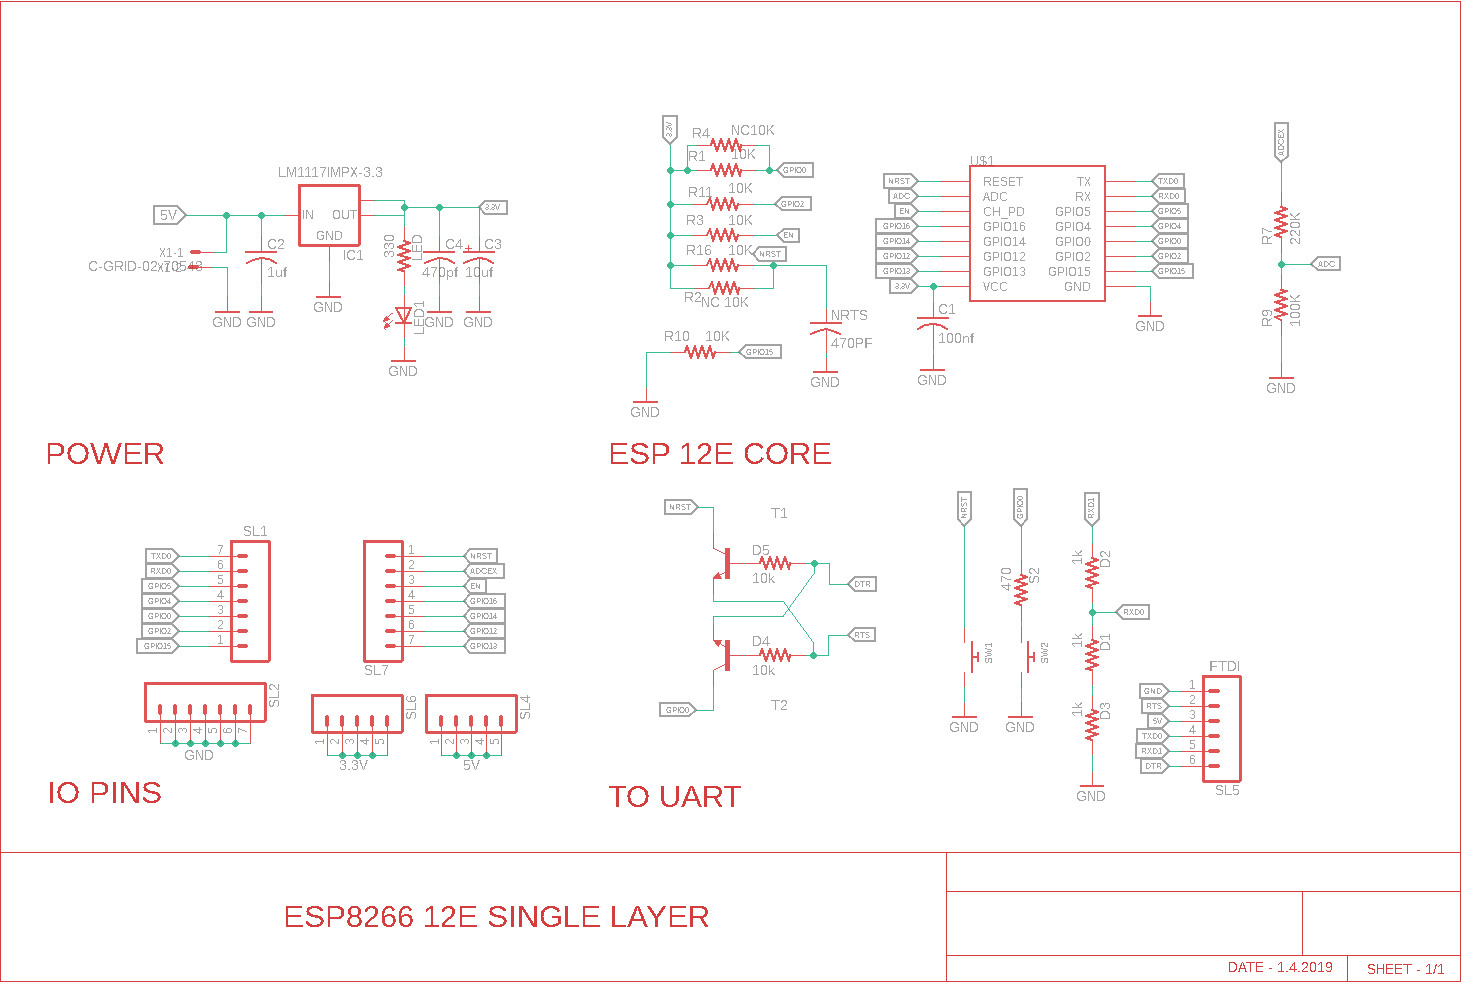 LM1117IMPX-3.3
5V
IN
OUT
GND
IC1
3.3V
X1-1
C-GRID-02-70543
X1-2
C2
1uf
330
LED
C4
470pf
C3
10uf
LED1
GND
GND
GND
GND
GND
GND
POWER
3.3V
R4
NC10K
R1
10K
GPIO0
R11
10K
GPIO2
R3
10K
EN
R16
10K
NRST
R2
NC 10K
NRTS
470PF
GND
R10
10K
GPIO15
GND
U$1
NRST
RESET
TX
TXD0
ADC
ADC
RX
RXD0
EN
CH_PD
GPIO5
GPIO5
GPIO16
GPIO16
GPIO4
GPIO4
GPIO14
GPIO14
GPIO0
GPIO0
GPIO12
GPIO12
GPIO2
GPIO2
GPIO13
GPIO13
GPIO15
GPIO15
3.3V
VCC
GND
C1
100nf
GND
GND
ADCEX
R7
220K
ADC
R9
100K
GND
ESP 12E CORE
SL1
TXD0
7
RXD0
6
GPIO5
5
GPIO4
4
GPIO0
3
GPIO2
2
GPIO15
1
1
NRST
2
ADCEX
3
EN
4
GPIO16
5
GPIO14
6
GPIO12
7
GPIO13
SL7
SL2
1
2
3
4
5
6
7
GND
SL6
1
2
3
4
5
3.3V
SL4
1
2
3
4
5
5V
IO PINS
NRST
T1
D5
10k
DTR
RTS
D4
10k
GPIO0
T2
NRST
SW1
GND
GPIO0
470
S2
SW2
GND
RXD1
1k
D2
RXD0
1k
D1
1k
D3
GND
FTDI
GND
1
RTS
2
5V
3
TXD0
4
RXD1
5
DTR
6
SL5
TO UART
ESP8266 12E SINGLE LAYER
DATE - 1.4.2019
SHEET - 1/1